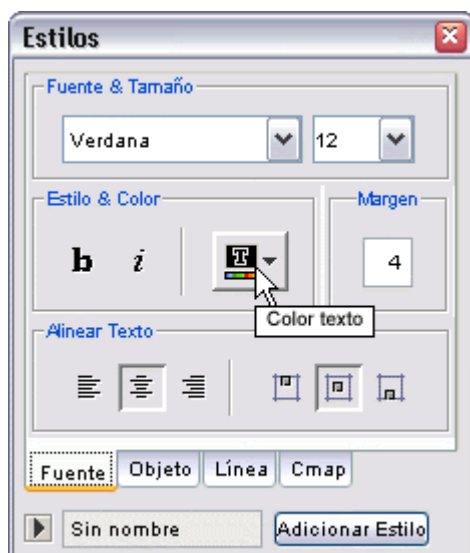 Estilos
Fuente & Tamaño
Verdana 12
Estilo & Color Margen
b i T 4
Color texto
Alinear Texto
Fuente Objeto Línea Cmap
Sin nombre Adicionar Estilo